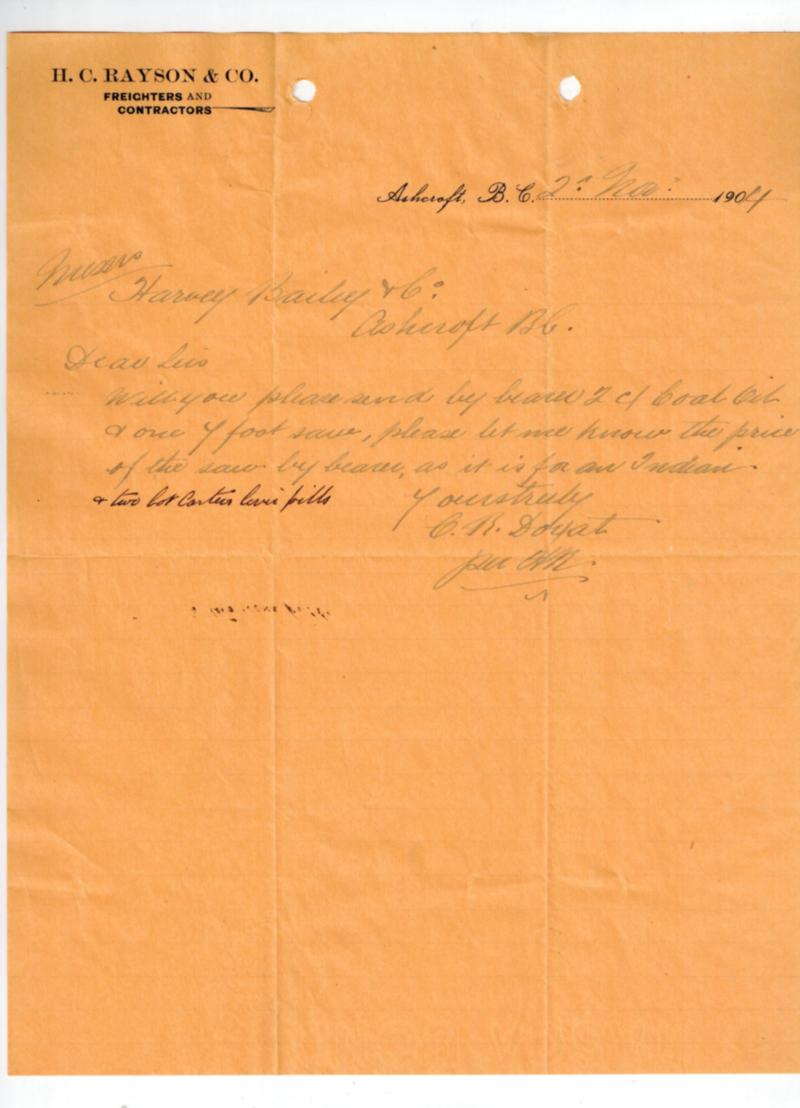 H. C. RAYSON & CO.
FREIGHTERS AND
CONTRACTORS
Ashcroft, B. C. 2d Nov. 1904
Messrs
Harvey Bailey & Co
Ashcroft BC.
Dear Sirs
Will you please send by bearer 2 c/ Coal Oil
& one 7 foot saw, please let me know the price
of the saw by bearer, as it is for an Indian.
& two bot Carters liver pills
Yours truly
C. R. Doyat
per